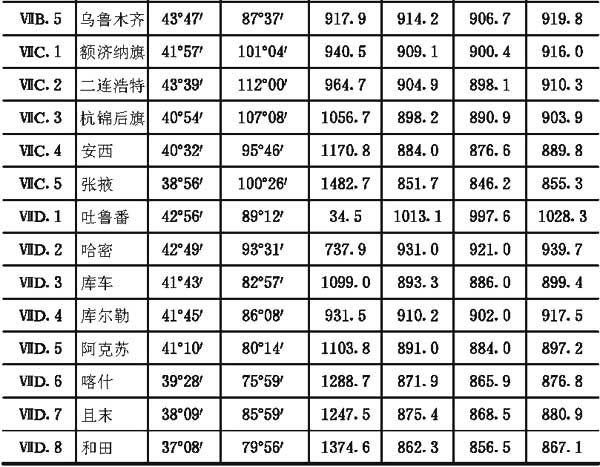 ⅦB.5 乌鲁木齐 43°47′ 87°37′ 917.9 914.2 906.7 919.8
ⅦC.1 额济纳旗 41°57′ 101°04′ 940.5 909.1 900.4 916.0
ⅦC.2 二连浩特 43°39′ 112°00′ 964.7 904.9 898.1 910.3
ⅦC.3 杭锦后旗 40°54′ 107°08′ 1056.7 898.2 890.9 903.9
ⅦC.4 安西 40°32′ 95°46′ 1170.8 884.0 876.6 889.8
ⅦC.5 张掖 38°56′ 100°26′ 1482.7 851.7 846.2 855.3
ⅦD.1 吐鲁番 42°56′ 89°12′ 34.5 1013.1 997.6 1028.3
ⅦD.2 哈密 42°49′ 93°31′ 737.9 931.0 921.0 939.7
ⅦD.3 库车 41°43′ 82°57′ 1099.0 893.3 886.0 899.4
ⅦD.4 库尔勒 41°45′ 86°08′ 931.5 910.2 902.0 917.5
ⅦD.5 阿克苏 41°10′ 80°14′ 1103.8 891.0 884.0 897.2
ⅦD.6 喀什 39°28′ 75°59′ 1288.7 871.9 865.9 876.8
ⅦD.7 且末 38°09′ 85°59′ 1247.5 875.4 868.5 880.9
ⅦD.8 和田 37°08′ 79°56′ 1374.6 862.3 856.5 867.1